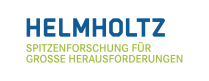 HELMHOLTZ
SPITZENFORSCHUNG FÜR
GROSSE HERAUSFORDERUNGEN